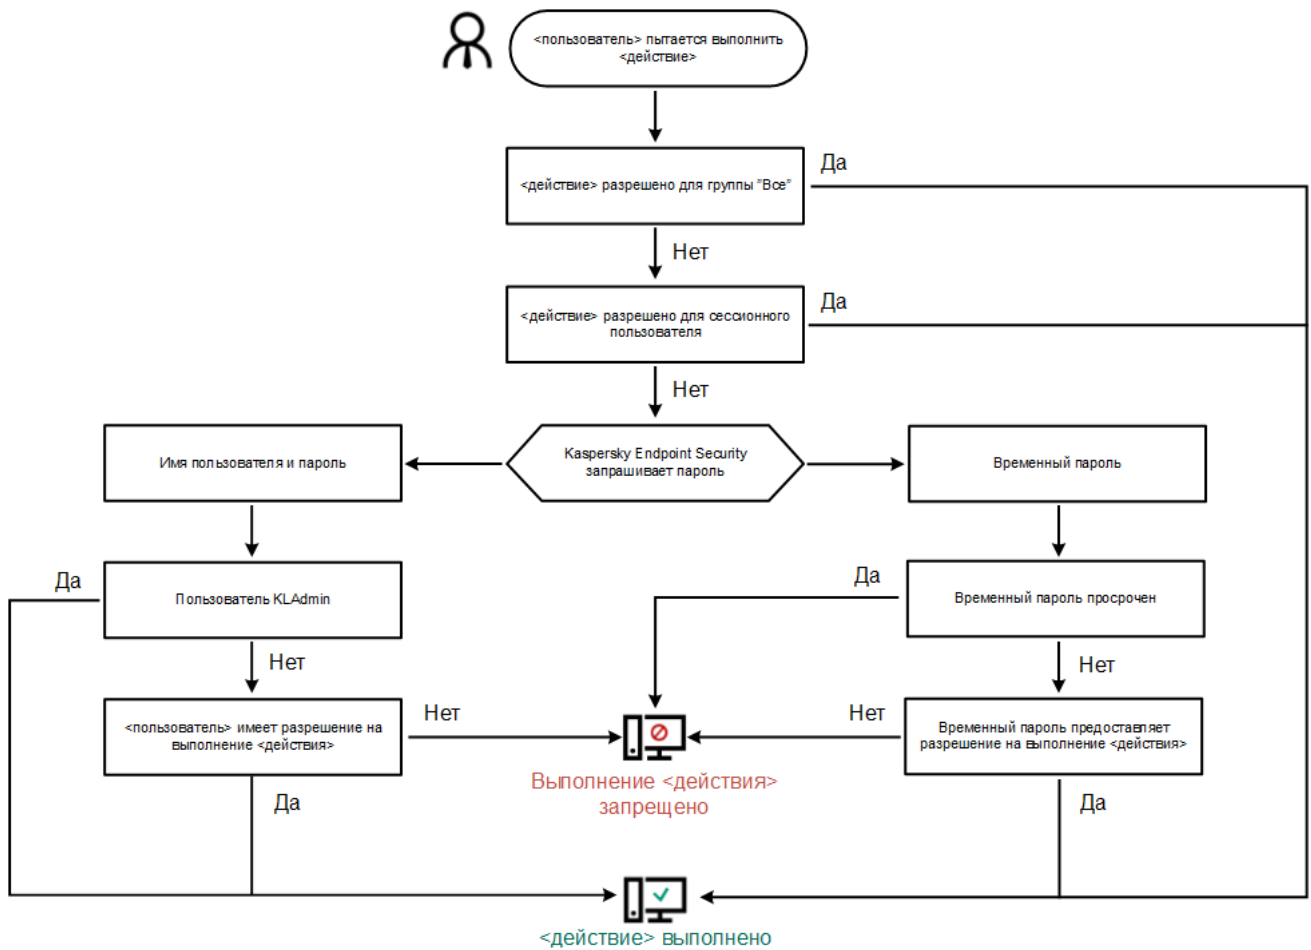 <пользователь> пытается выполнить
<действие>
<действие> разрешено для группы "Все"
Да
Нет
<действие> разрешено для сессионного
пользователя
Да
Нет
Kaspersky Endpoint Security
запрашивает пароль
Имя пользователя и пароль
Временный пароль
Да
Пользователь KLAdmin
Да
Временный пароль просрочен
Нет
Нет
<пользователь> имеет разрешение на
выполнение <действия>
Нет
Нет
Временный пароль предоставляет
разрешение на выполнение <действия>
Выполнение <действия>
запрещено
Да
Да
<действие> выполнено